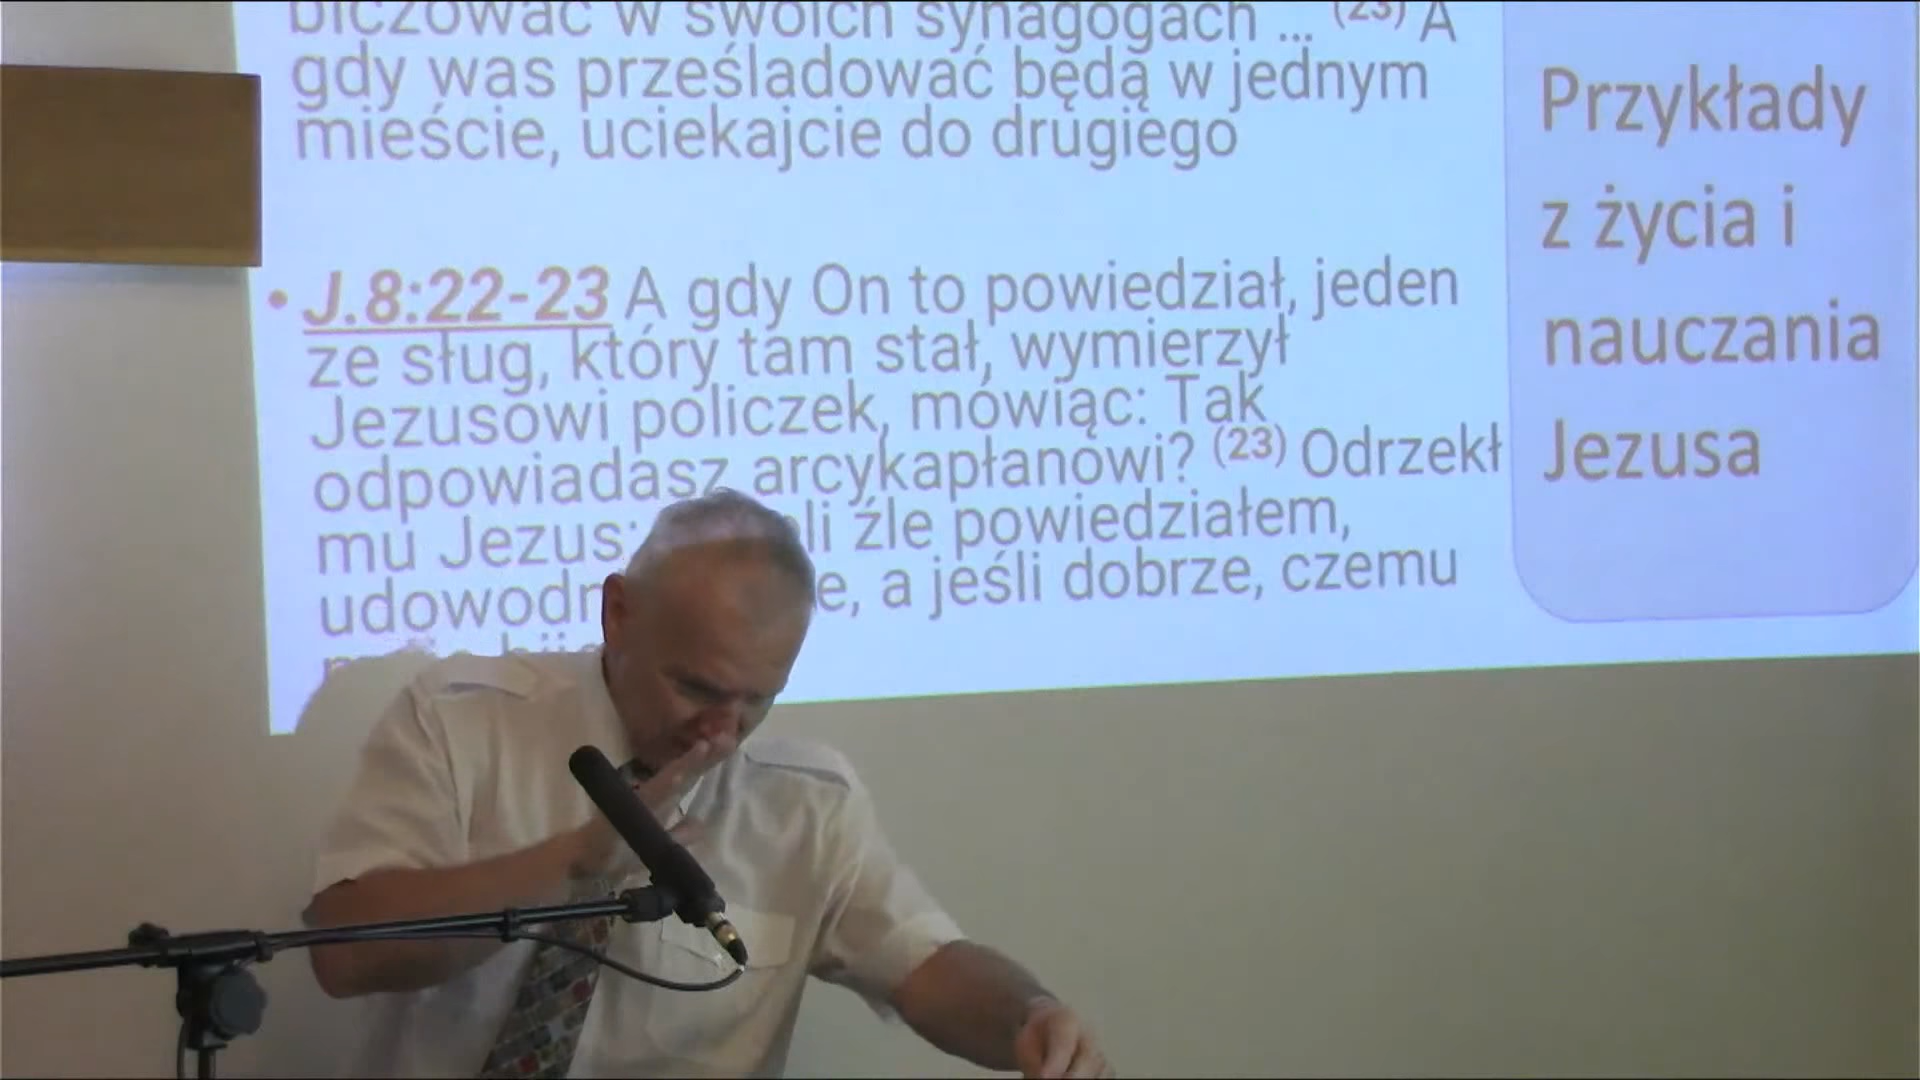 biczować w swoich synagogach ... (23) A
gdy was prześladować będą w jednym
mieście, uciekajcie do drugiego
• J.8:22-23 A gdy On to powiedział, jeden
ze sług, który tam stał, wymierzył
Jezusowi policzek, mówiąc: Tak
odpowiadasz arcykapłanowi? (23) Odrzekł
mu Jezus: li źle powiedziałem,
udowodn e, a jeśli dobrze, czemu
Przykłady
z życia i
nauczania
Jezusa